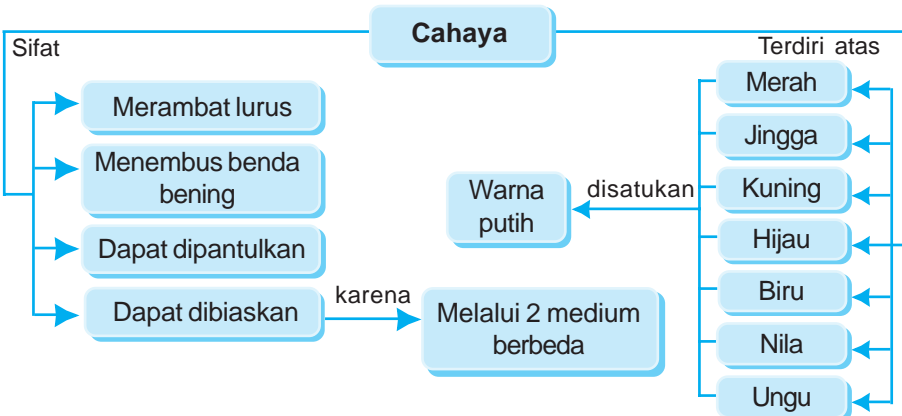 Cahaya
Sifat
Merambat lurus
Menembus benda
bening
Dapat dipantulkan
Dapat dibiaskan
karena
Melalui 2 medium
berbeda
Terdiri atas
Merah
Jingga
Kuning
Hijau
Biru
Nila
Ungu
disatukan
Warna
putih